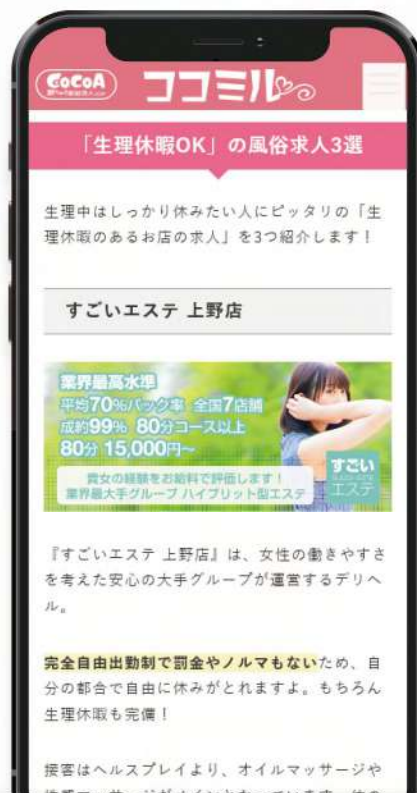 CoCoA
ココミル
「生理休暇OK」の風俗求人3選
生理中はしっかり休みたい人にピッタリの「生
理休暇のあるお店の求人」を3つ紹介します！
すごいエステ 上野店
業界最高水準
平均70%バック率 全国7店舗
成約99% 80分コース以上
80分 15,000円〜
貴女の経験をお給料で評価します！
業界最大手グループ ハイブリット型エステ
すごい
エステ
『すごいエステ 上野店』は、女性の働きやすさ
を考えた安心の大手グループが運営するデリヘ
ル。
完全自由出勤制で罰金やノルマもないため、自
分の都合で自由に休みがとれますよ。もちろん
生理休暇も完備！
接客はヘルスプレイより、オイルマッサージや